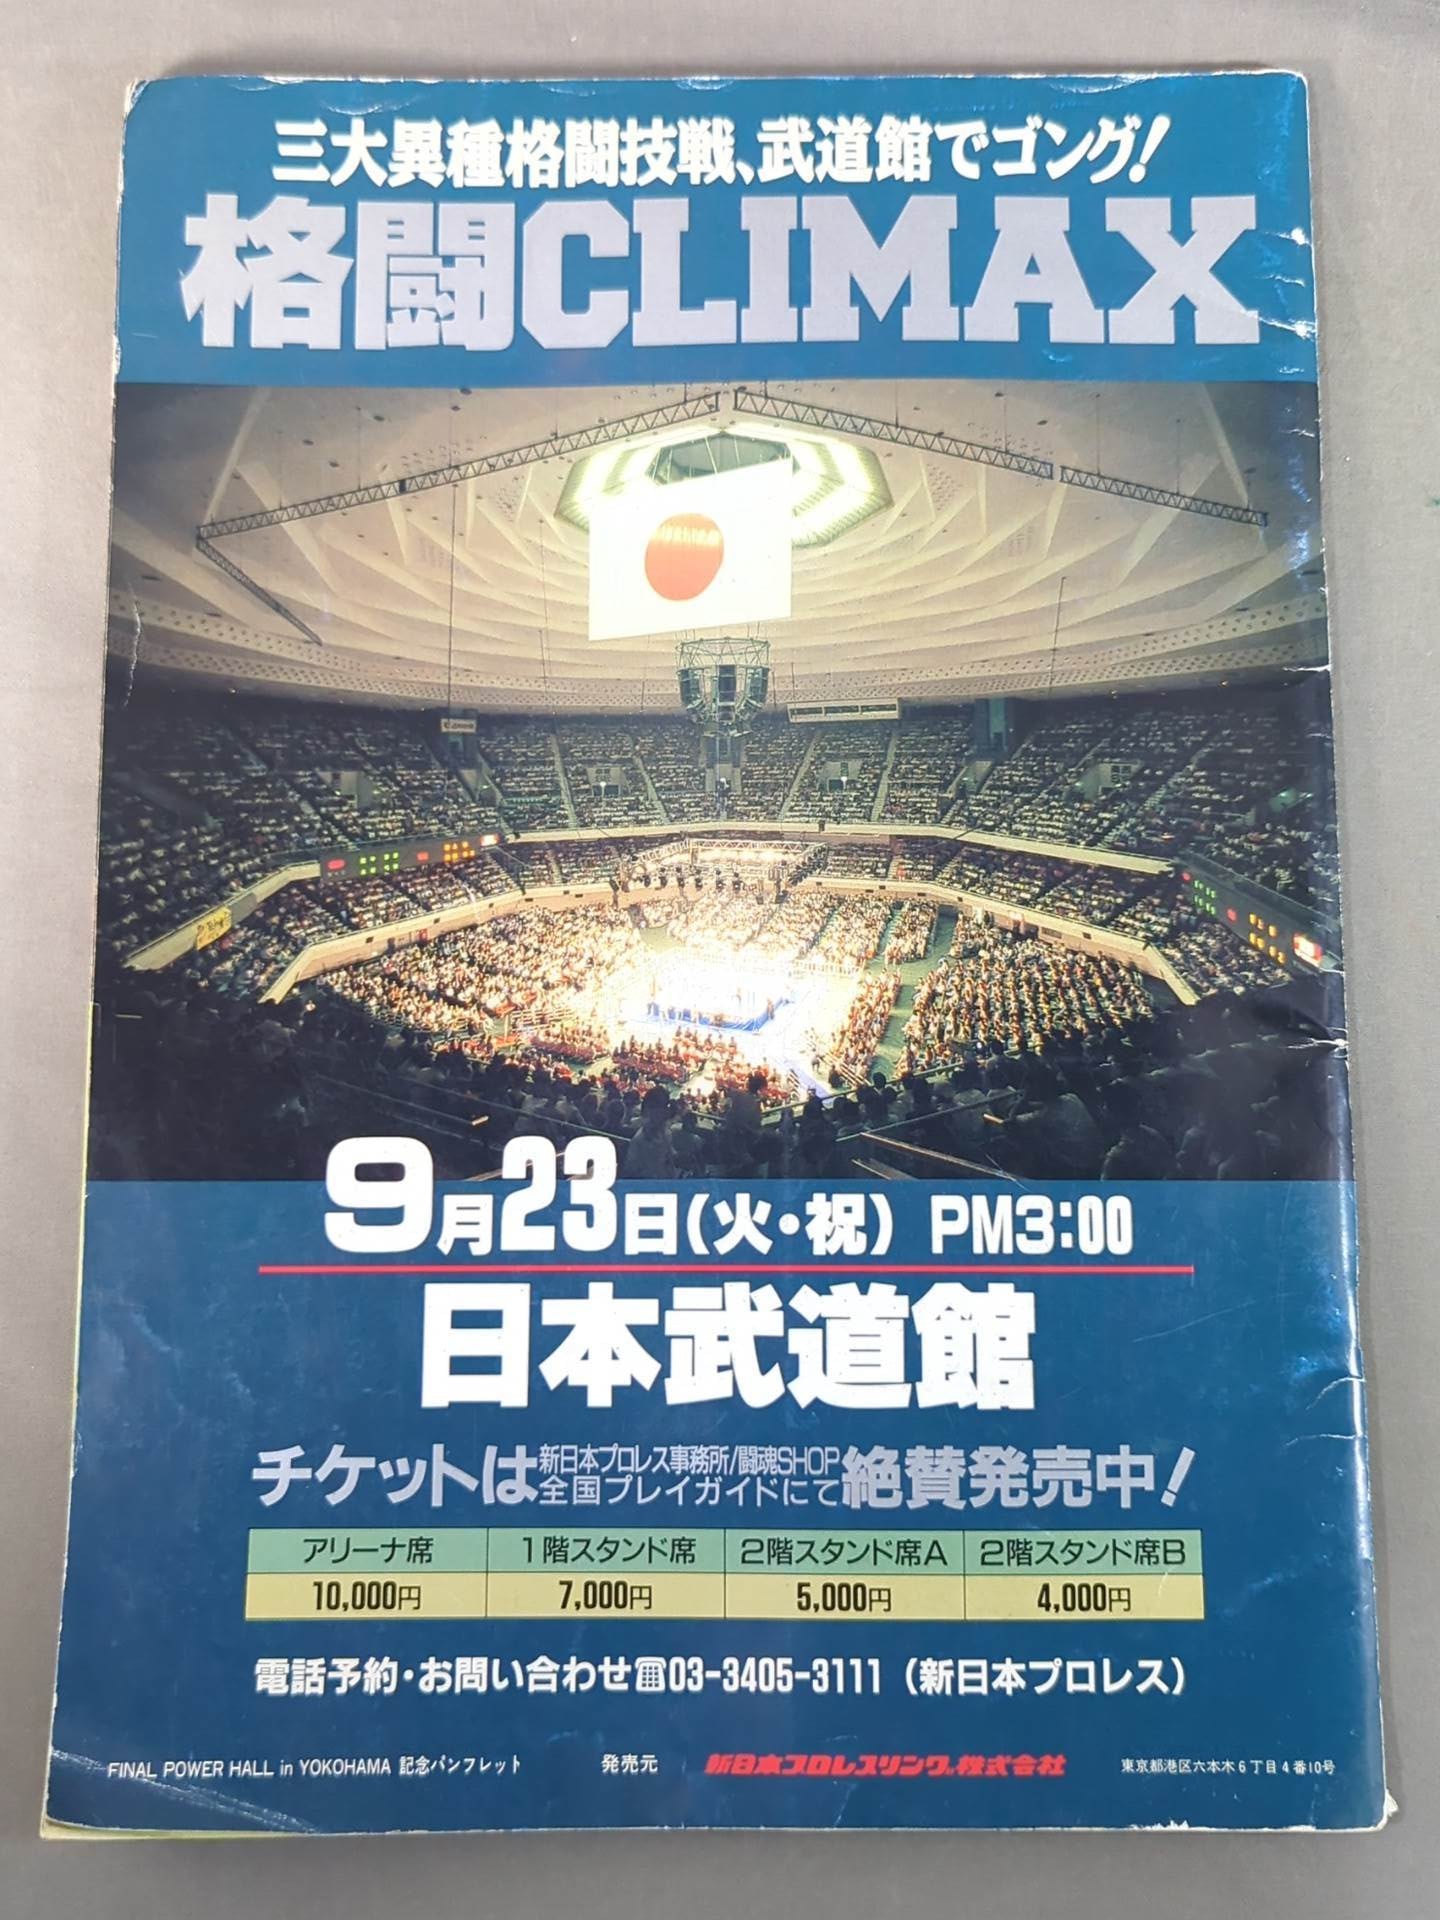 三大異種格闘技戦、武道館でゴング!
格闘CLIMAX
9月23日(火・祝) PM3:00
日本武道館
チケットは新日本プロレス事務所/闘魂SHOP全国プレイガイドにて絶賛発売中!
アリーナ席 1階スタンド席 2階スタンド席A 2階スタンド席B
10,000円 7,000円 5,000円 4,000円
電話予約・お問い合わせ☎03-3405-3111(新日本プロレス)
FINAL POWER HALL in YOKOHAMA 記念パンフレット 発売元 新日本プロレスリング株式会社 東京都港区六本木6丁目4番10号